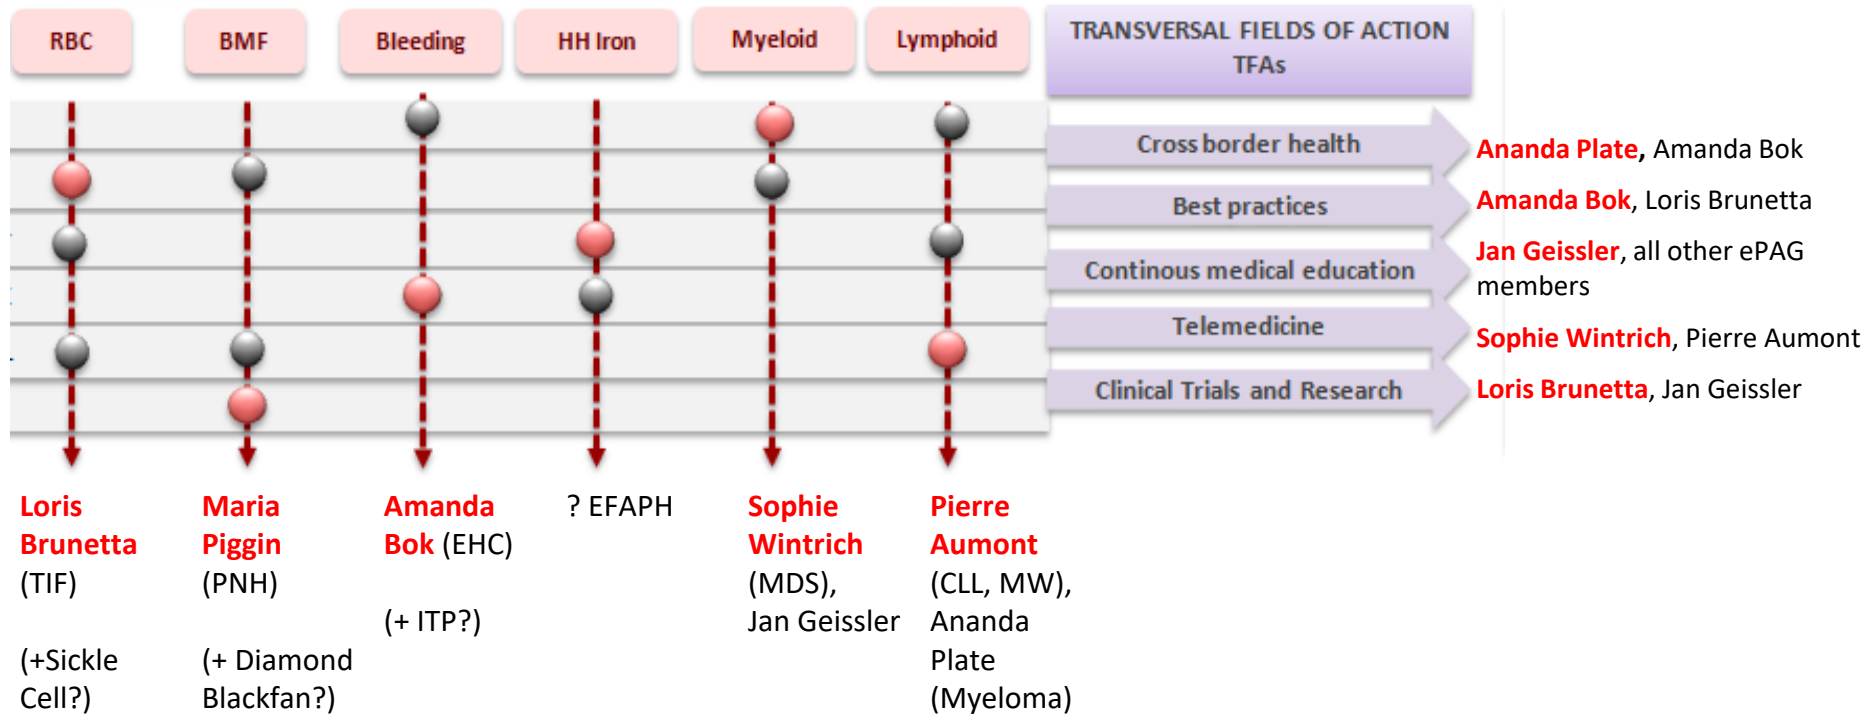 RBC
BMF
Bleeding
HH Iron
Myeloid
Lymphoid
TRANSVERSAL FIELDS OF ACTION
TFAs
Cross border health
Best practices
Continous medical education
Telemedicine
Clinical Trials and Research
Ananda Plate, Amanda Bok
Amanda Bok, Loris Brunetta
Jan Geissler, all other ePAG
members
Sophie Wintrich, Pierre Aumont
Loris Brunetta, Jan Geissler
Loris
Brunetta
(TIF)
(+Sickle
Cell?)
Maria
Piggin
(PNH)
(+ Diamond
Blackfan?)
Amanda
Bok (EHC)
(+ ITP?)
? EFAPH
Sophie
Wintrich
(MDS),
Jan Geissler
Pierre
Aumont
(CLL, MW),
Ananda
Plate
(Myeloma)